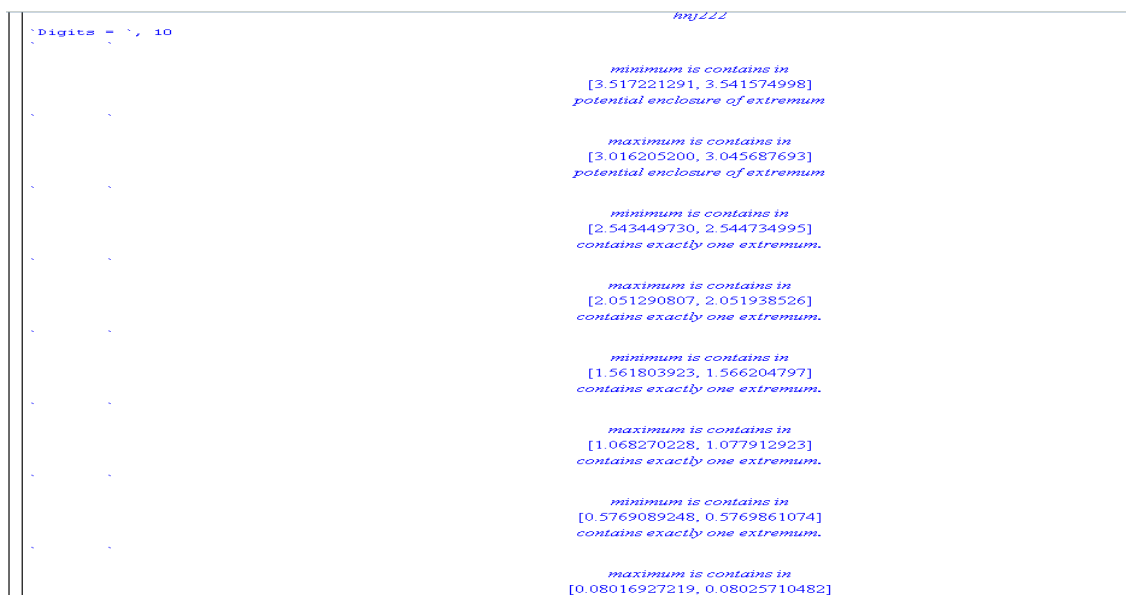 hnj222
`Digits = `, 10
` `
minimum is contains in
[3.517221291, 3.541574998]
potential enclosure of extremum
` `
maximum is contains in
[3.016205200, 3.045687693]
potential enclosure of extremum
` `
minimum is contains in
[2.543449730, 2.544734995]
contains exactly one extremum.
` `
maximum is contains in
[2.051290807, 2.051938526]
contains exactly one extremum.
` `
minimum is contains in
[1.561803923, 1.566204797]
contains exactly one extremum.
` `
maximum is contains in
[1.068270228, 1.077912923]
contains exactly one extremum.
` `
minimum is contains in
[0.5769089248, 0.5769861074]
contains exactly one extremum.
` `
maximum is contains in
[0.08016927219, 0.08025710482]